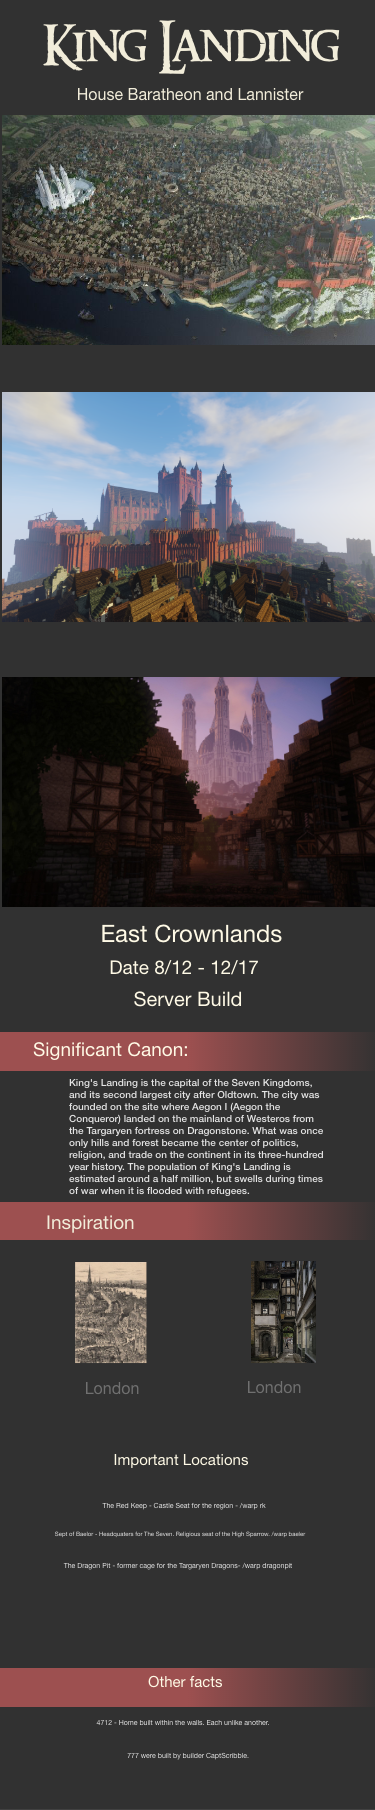 King Landing
House Baratheon and Lannister
East Crownlands
Date 8/12 - 12/17
Server Build
Significant Canon:
King's Landing is the capital of the Seven Kingdoms,
and its second largest city after Oldtown. The city was
founded on the site where Aegon I (Aegon the
Conqueror) landed on the mainland of Westeros from
the Targaryen fortress on Dragonstone. What was once
only hills and forest became the center of politics,
religion, and trade on the continent in its three-hundred
year history. The population of King's Landing is
estimated around a half million, but swells during times
of war when it is flooded with refugees.
Inspiration
London
London
Important Locations
The Red Keep - Castle Seat for the region - /warp rk
Sept of Baelor - Headquaters for The Seven. Religious seat of the High Sparrow. /warp baelor
The Dragon Pit - former cage for the Targaryen Dragons- /warp dragonpit
Other facts
4712 - Home built within the walls. Each unlike another.
777 were built by builder CaptScribble.